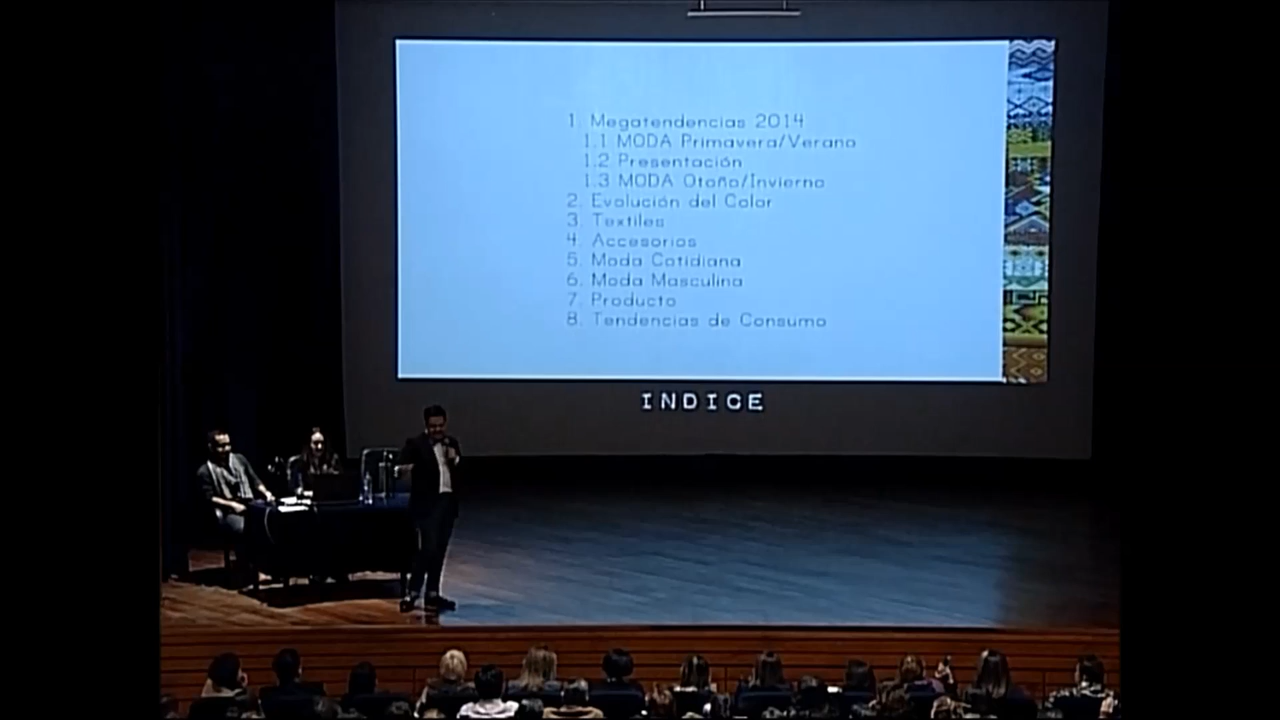 1. Megatendencias 2014
1.1 MODA Primavera/Verano
1.2 Presentación
1.3 MODA Otoño/Invierno
2. Evolución del Color
3. Textiles
4. Accesorios
5. Moda Cotidiana
6. Moda Masculina
7. Producto
8. Tendencias de Consumo
INDICE